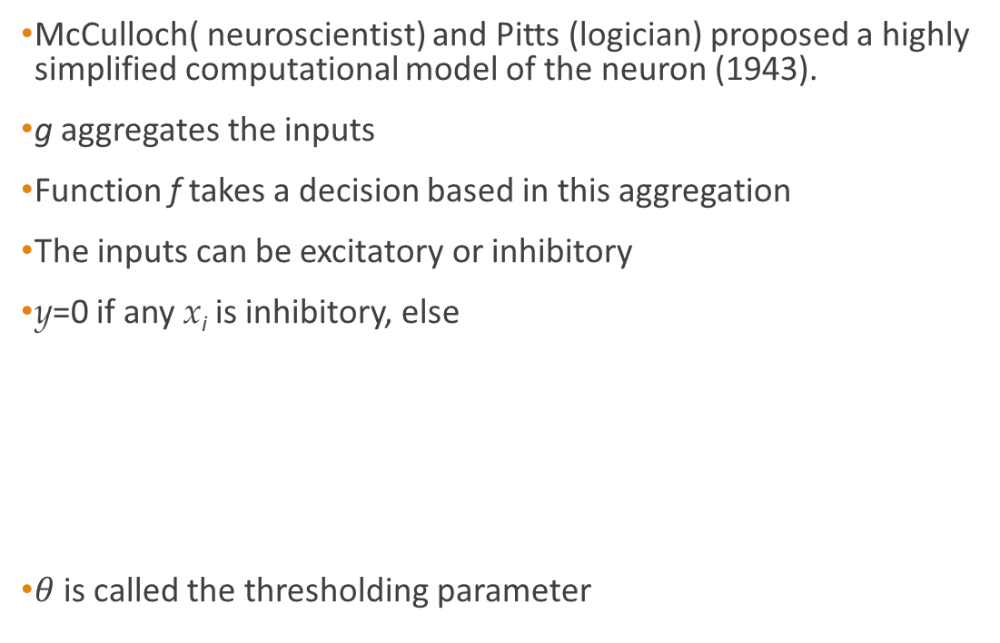 •McCulloch( neuroscientist) and Pitts (logician) proposed a highly
simplified computational model of the neuron (1943).
•g aggregates the inputs
•Function f takes a decision based in this aggregation
•The inputs can be excitatory or inhibitory
•y=0 if any xᵢ is inhibitory, else
•θ is called the thresholding parameter